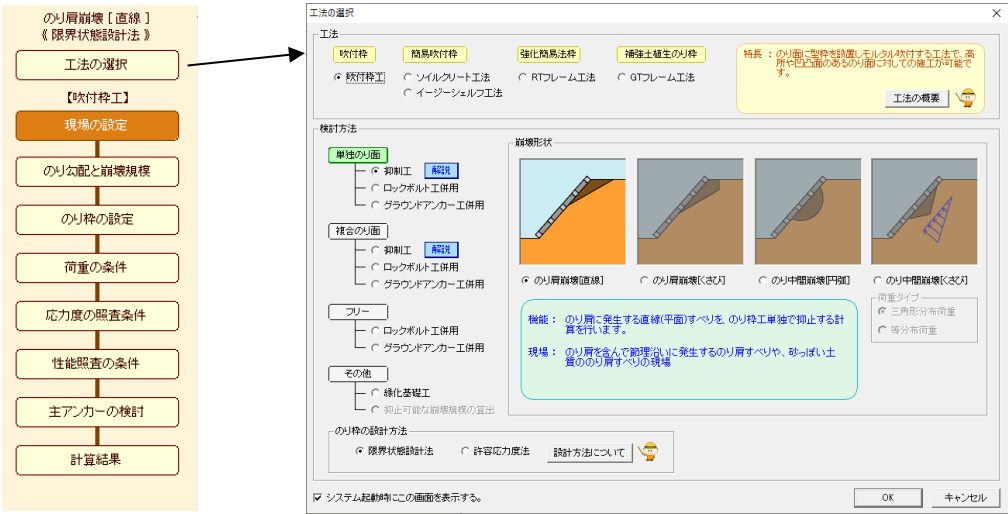 のり肩崩壊 [ 直線 ]
《 限界状態設計法 》
工法の選択
【吹付枠工】
現場の設定
のり勾配と崩壊規模
のり枠の設定
荷重の条件
応力度の照査条件
性能照査の条件
主アンカーの検討
計算結果
工法の選択
工法
吹付枠
簡易吹付枠
強化簡易法枠
補強土植生のり枠
吹付枠工
ソイルクリート工法
RTフレーム工法
GTフレーム工法
イージーシェルフ工法
特長 : のり面に型枠を設置しモルタル吹付する工法で、高
所や凹凸面のあるのり面に対しての施工が可能で
す。
工法の概要
検討方法
単独のり面
抑制工
解説
ロックボルト工併用
グラウンドアンカー工併用
複合のり面
抑制工
解説
ロックボルト工併用
グラウンドアンカー工併用
フリー
ロックボルト工併用
グラウンドアンカー工併用
その他
緑化基礎工
抑止可能な崩壊規模の算出
崩壊形状
のり肩崩壊[直線]
のり肩崩壊[くさび]
のり中間崩壊[円弧]
のり中間崩壊[くさび]
機能 : のり肩に発生する直線(平面)すべりを、のり枠工単独で抑止する計
算を行います。
現場 : のり肩を含んで節理沿いに発生するのり肩すべりや、砂っぽい土
質ののり肩すべりの現場
荷重タイプ
三角形分布荷重
等分布荷重
のり枠の設計方法
限界状態設計法
許容応力度法
設計方法について
システム起動時にこの画面を表示する。
OK
キャンセル